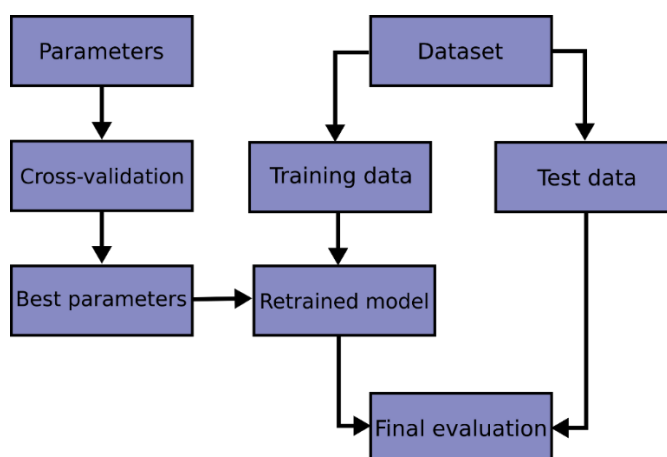 Parameters
Dataset
Cross-validation
Training data
Test data
Best parameters
Retrained model
Final evaluation